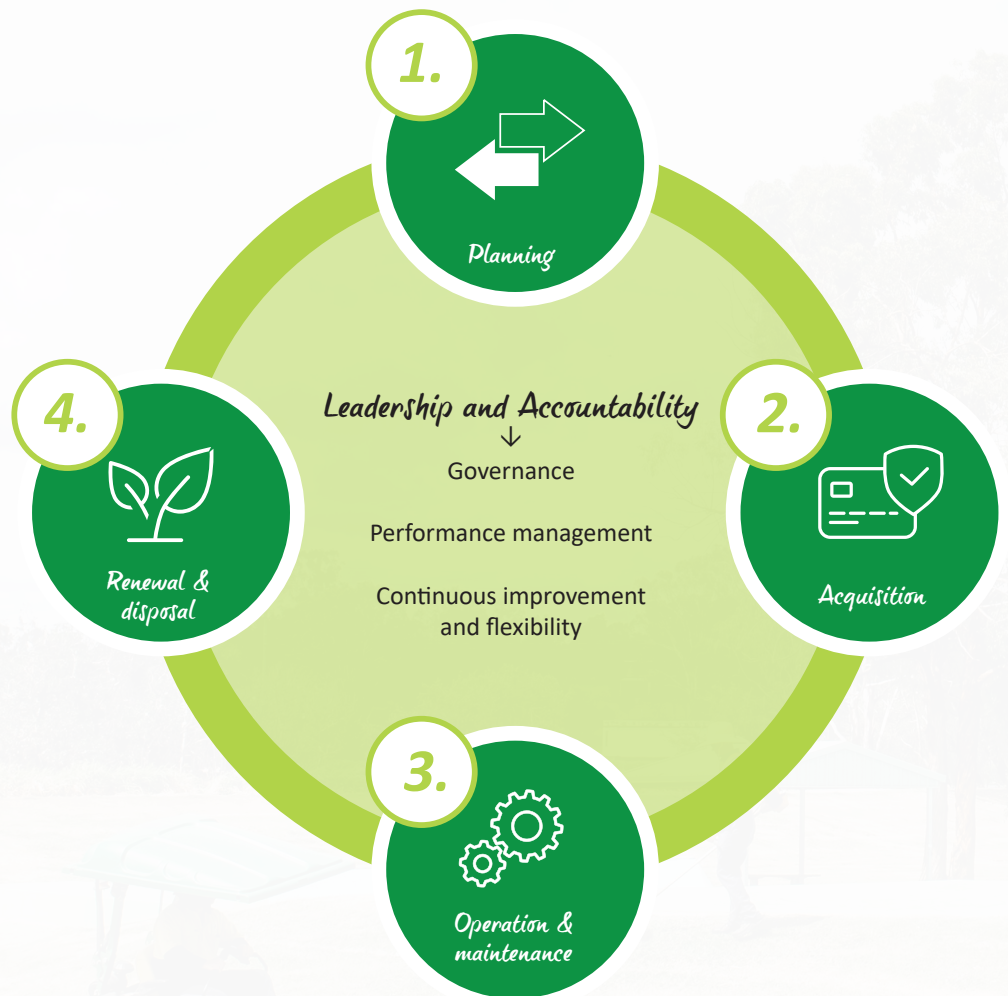 1.
Planning
Leadership and Accountability
↓
Governance
Performance management
Continuous improvement
and flexibility
2.
Acquisition
3.
Operation &
maintenance
4.
Renewal &
disposal